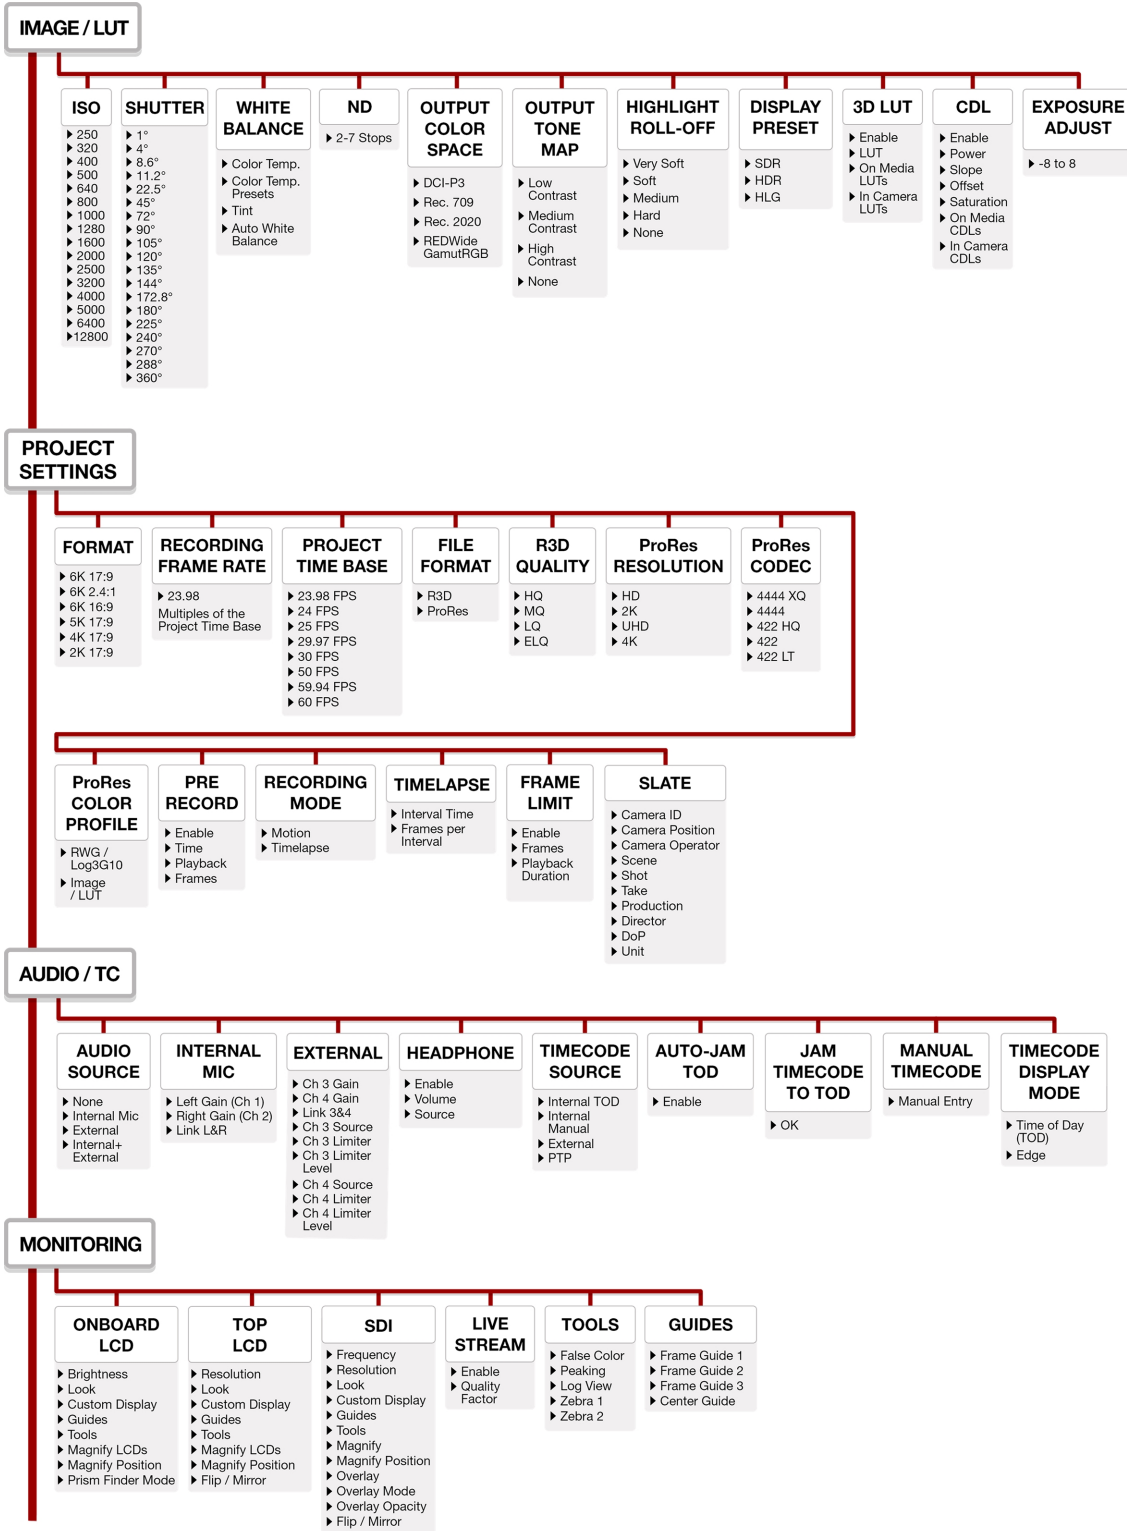 IMAGE / LUT
ISO
250
320
400
500
640
800
1000
1280
1600
2000
2500
3200
4000
5000
6400
12800
SHUTTER
1°
4°
8.6°
11.2°
22.5°
45°
72°
90°
105°
120°
135°
144°
172.8°
180°
225°
240°
270°
288°
360°
WHITE
BALANCE
Color Temp.
Color Temp.
Presets
Tint
Auto White
Balance
ND
2-7 Stops
OUTPUT
COLOR
SPACE
DCI-P3
Rec. 709
Rec. 2020
REDWide
GamutRGB
OUTPUT
TONE
MAP
Low
Contrast
Medium
Contrast
High
Contrast
None
HIGHLIGHT
ROLL-OFF
Very Soft
Soft
Medium
Hard
None
DISPLAY
PRESET
SDR
HDR
HLG
3D LUT
Enable
LUT
On Media
LUTs
In Camera
LUTs
CDL
Enable
Power
Slope
Offset
Saturation
On Media
CDLs
In Camera
CDLs
EXPOSURE
ADJUST
-8 to 8
PROJECT
SETTINGS
FORMAT
6K 17:9
6K 2.4:1
6K 16:9
5K 17:9
4K 17:9
2K 17:9
RECORDING
FRAME RATE
23.98
Multiples of the
Project Time Base
PROJECT
TIME BASE
23.98 FPS
24 FPS
25 FPS
29.97 FPS
30 FPS
50 FPS
59.94 FPS
60 FPS
FILE
FORMAT
R3D
ProRes
R3D
QUALITY
HQ
MQ
LQ
ELQ
ProRes
RESOLUTION
HD
2K
UHD
4K
ProRes
CODEC
4444 XQ
4444
422 HQ
422
422 LT
ProRes
COLOR
PROFILE
RWG /
Log3G10
Image
/ LUT
PRE
RECORD
Enable
Time
Playback
Frames
RECORDING
MODE
Motion
Timelapse
TIMELAPSE
Interval Time
Frames per
Interval
FRAME
LIMIT
Enable
Frames
Playback
Duration
SLATE
Camera ID
Camera Position
Camera Operator
Scene
Shot
Take
Production
Director
DoP
Unit
AUDIO / TC
AUDIO
SOURCE
None
Internal Mic
External
Internal+
External
INTERNAL
MIC
Left Gain (Ch 1)
Right Gain (Ch 2)
Link L&R
EXTERNAL
Ch 3 Gain
Ch 4 Gain
Link 3&4
Ch 3 Source
Ch 3 Limiter
Ch 3 Limiter
Level
Ch 4 Source
Ch 4 Limiter
Ch 4 Limiter
Level
HEADPHONE
Enable
Volume
Source
TIMECODE
SOURCE
Internal TOD
Internal
Manual
External
PTP
AUTO-JAM
TOD
Enable
JAM
TIMECODE
TO TOD
OK
MANUAL
TIMECODE
Manual Entry
TIMECODE
DISPLAY
MODE
Time of Day
(TOD)
Edge
MONITORING
ONBOARD
LCD
Brightness
Look
Custom Display
Guides
Tools
Magnify LCDs
Magnify Position
Prism Finder Mode
TOP
LCD
Resolution
Look
Custom Display
Guides
Tools
Magnify LCDs
Magnify Position
Flip / Mirror
SDI
Frequency
Resolution
Look
Custom Display
Guides
Tools
Magnify
Magnify Position
Overlay
Overlay Mode
Overlay Opacity
Flip / Mirror
LIVE
STREAM
Enable
Quality
Factor
TOOLS
False Color
Peaking
Log View
Zebra 1
Zebra 2
GUIDES
Frame Guide 1
Frame Guide 2
Frame Guide 3
Center Guide